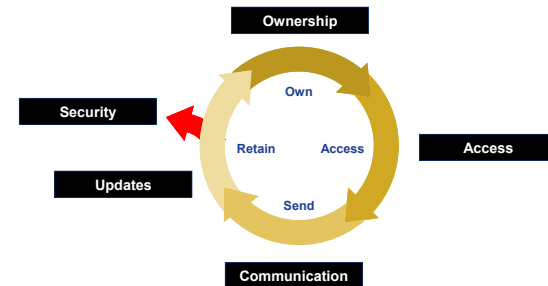 Ownership
Own
Security
Retain
Access
Access
Updates
Send
Communication